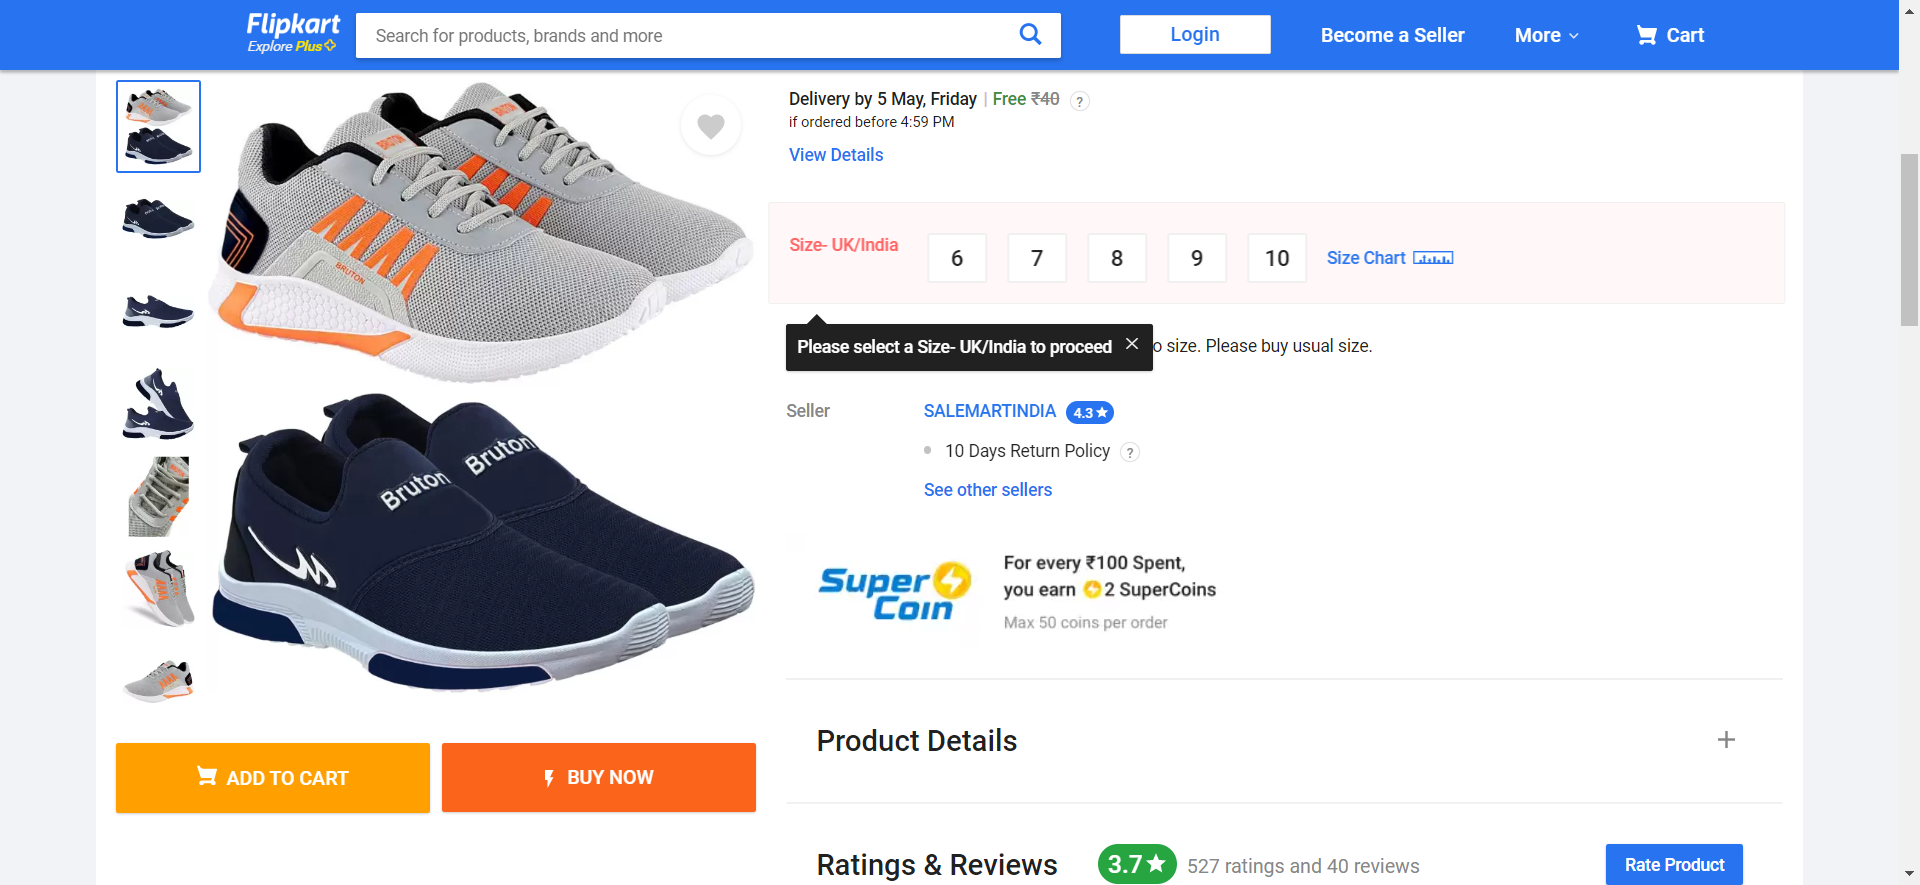 Flipkart
Explore Plus
Search for products, brands and more
Login
Become a Seller
More
Cart
Delivery by 5 May, Friday | Free ₹40 ?
if ordered before 4:59 PM
View Details
Size- UK/India
6
7
8
9
10
Size Chart
Please select a Size- UK/India to proceed
o size. Please buy usual size.
Seller
SALEMARTINDIA 4.3
10 Days Return Policy ?
See other sellers
Super Coin
For every ₹100 Spent,
you earn 2 SuperCoins
Max 50 coins per order
BRUTON
BRUTON
BRUTON
Bruton
Bruton
ADD TO CART
BUY NOW
Product Details
Ratings & Reviews
3.7
527 ratings and 40 reviews
Rate Product